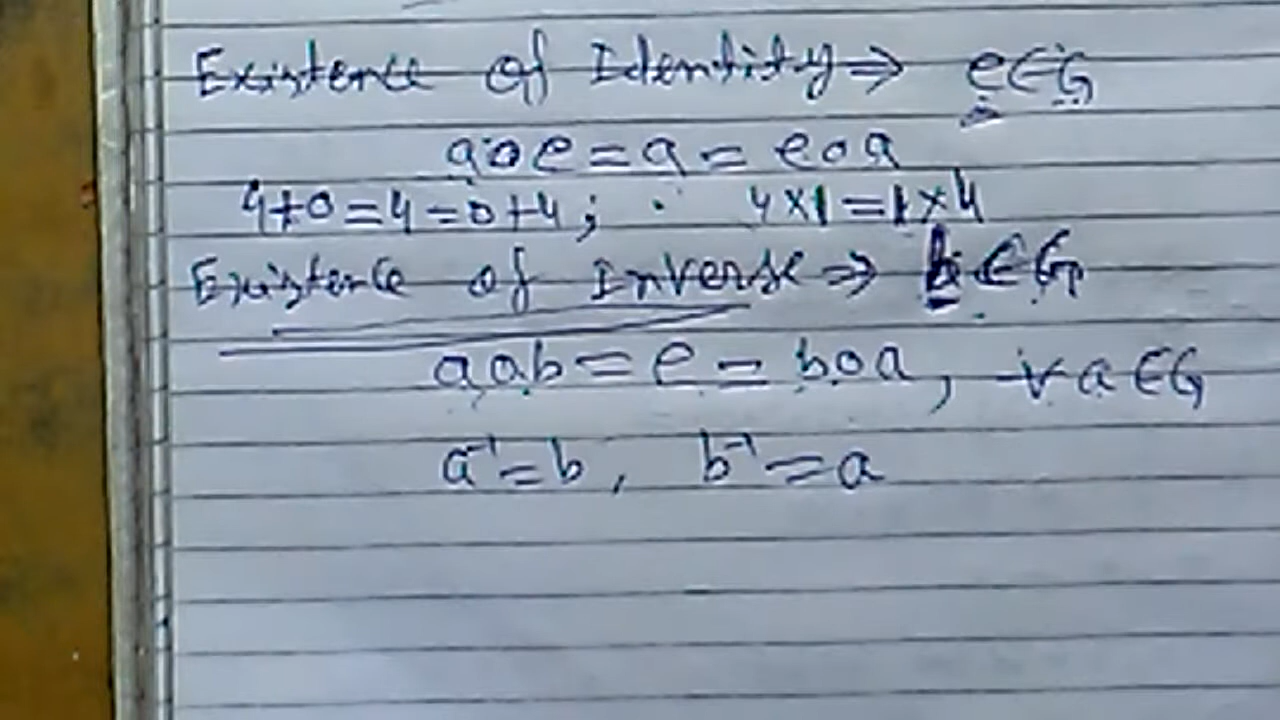 Existence of Identity ⇒ e∈G
aoe = a = eoa
4+0=4=0+4; 4×1=1×4
Existence of Inverse ⇒ b∈G
aob = e = boa, ∀ a∈G
a⁻¹=b, b⁻¹=a